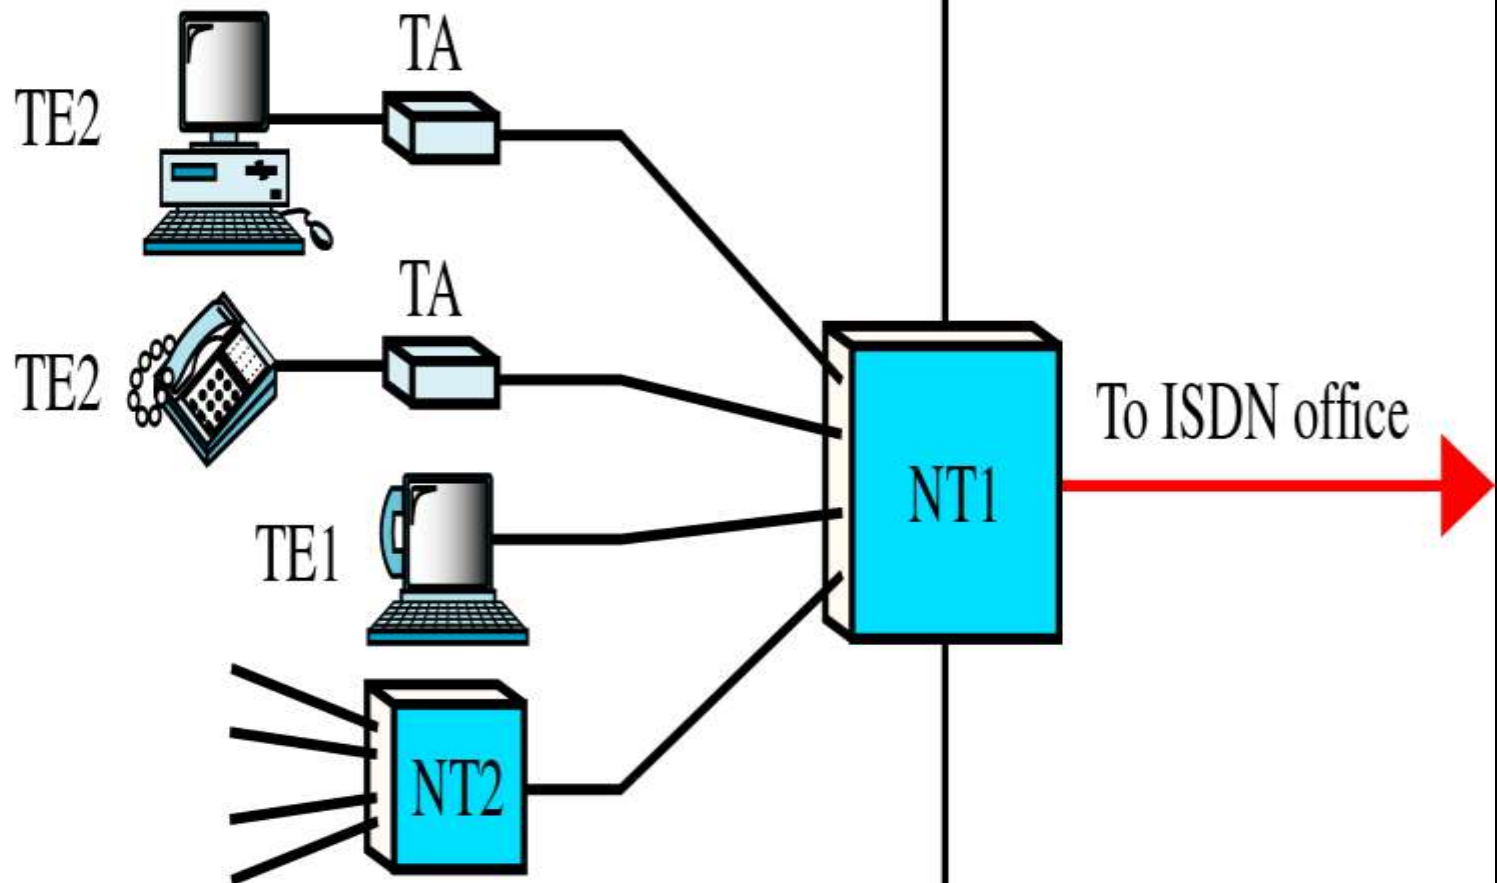 TA
TE2
TA
TE2
To ISDN office
NT1
TE1
NT2